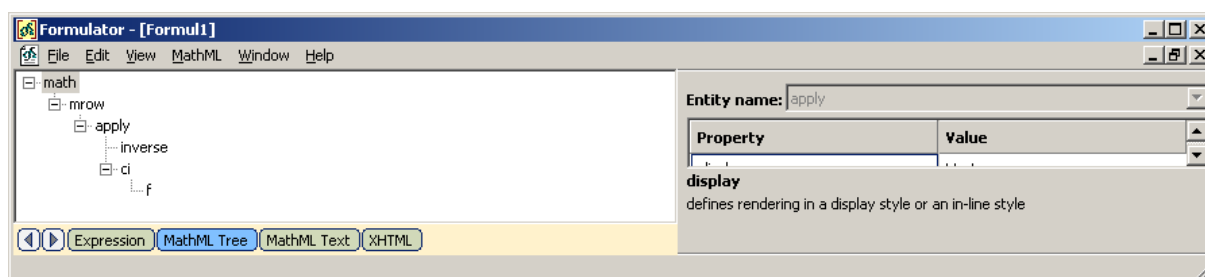 Formulator - [Formul1]
File Edit View MathML Window Help
math
mrow
apply
inverse
ci
f
Entity name: apply
Property Value
display
defines rendering in a display style or an in-line style
Expression MathML Tree MathML Text XHTML